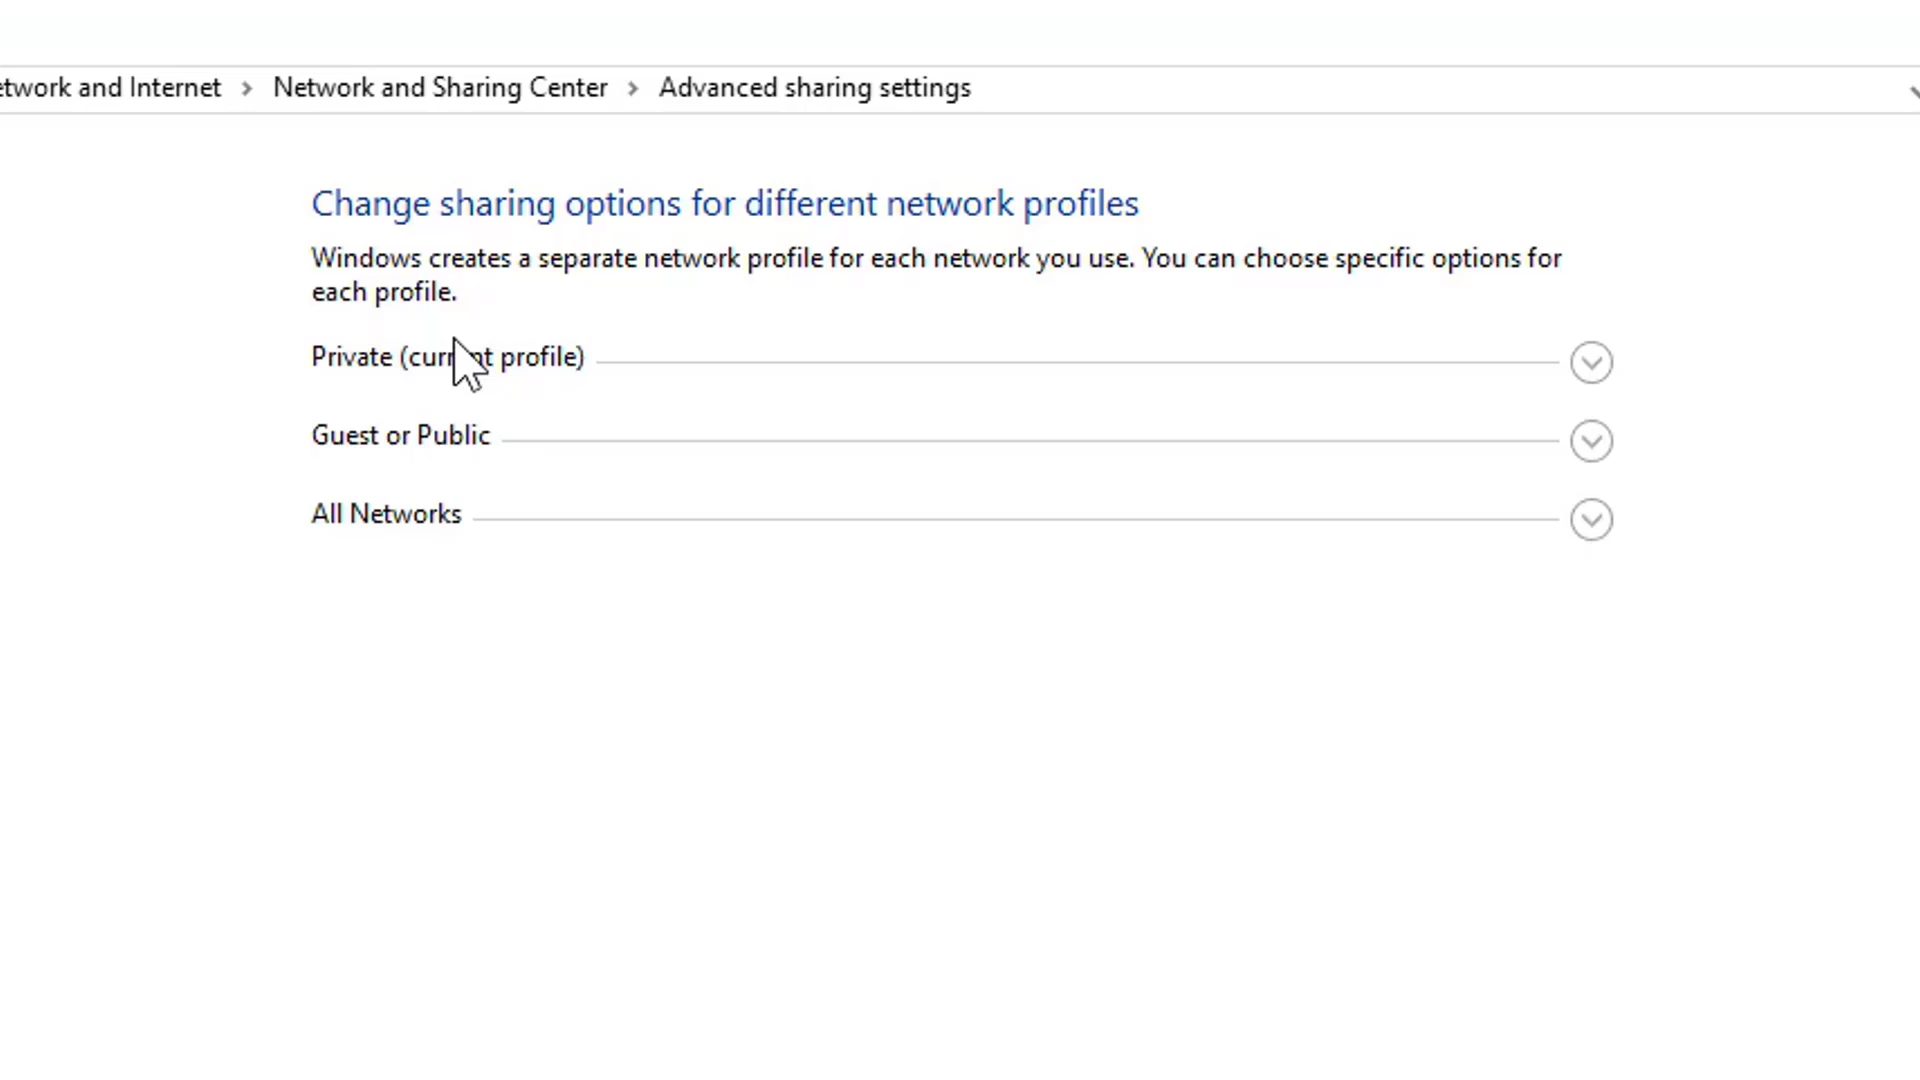 etwork and Internet > Network and Sharing Center > Advanced sharing settings
Change sharing options for different network profiles
Windows creates a separate network profile for each network you use. You can choose specific options for
each profile.
Private (current profile)
Guest or Public
All Networks